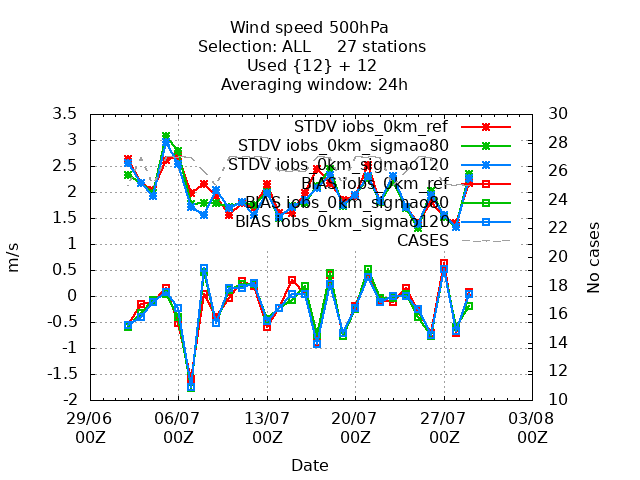 Wind speed 500hPa
Selection: ALL     27 stations
Used {12} + 12
Averaging window: 24h
3.5
3
2.5
2
1.5
1
0.5
0
-0.5
-1
-1.5
-2
m/s
30
28
26
24
22
20
18
16
14
12
10
No cases
STDV iobs_0km_ref
STDV iobs_0km_sigmao80
STDV iobs_0km_sigmao120
BIAS iobs_0km_ref
BIAS iobs_0km_sigmao80
BIAS iobs_0km_sigmao120
CASES
29/06 06/07 13/07 20/07 27/07 03/08
00Z 00Z 00Z 00Z 00Z 00Z
Date